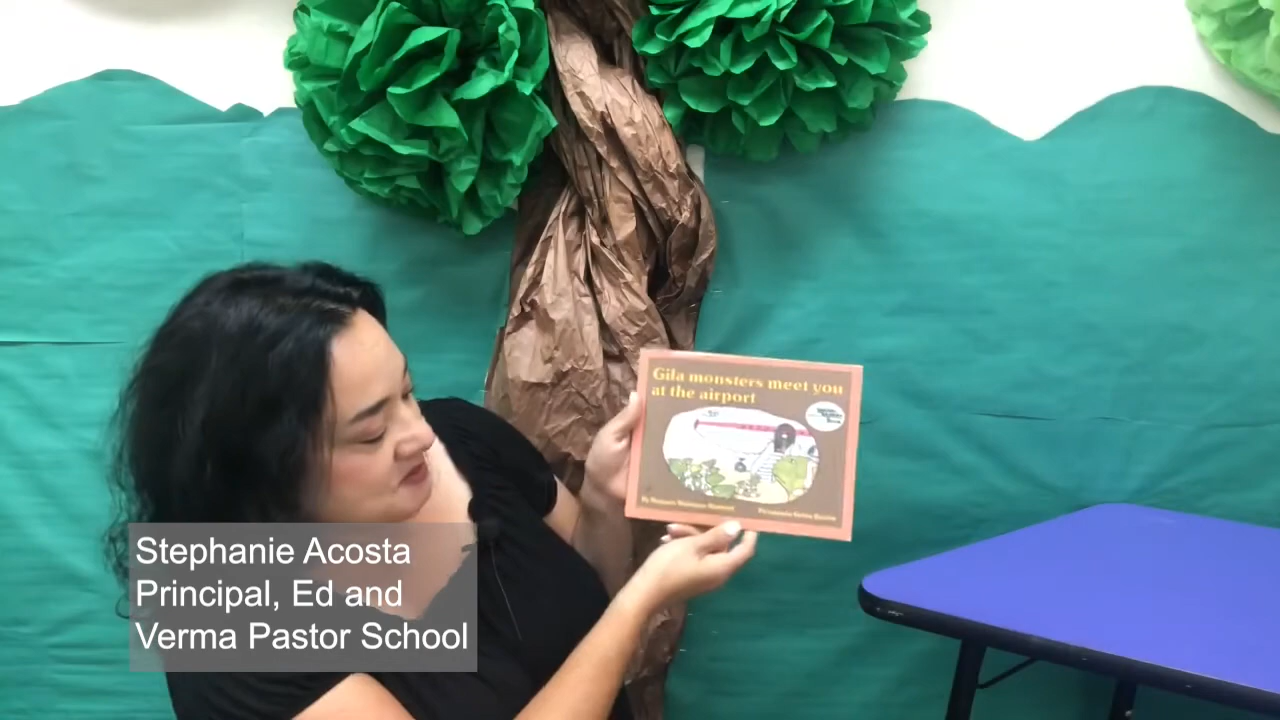 Gila monsters meet you
at the airport
Stephanie Acosta
Principal, Ed and
Verma Pastor School